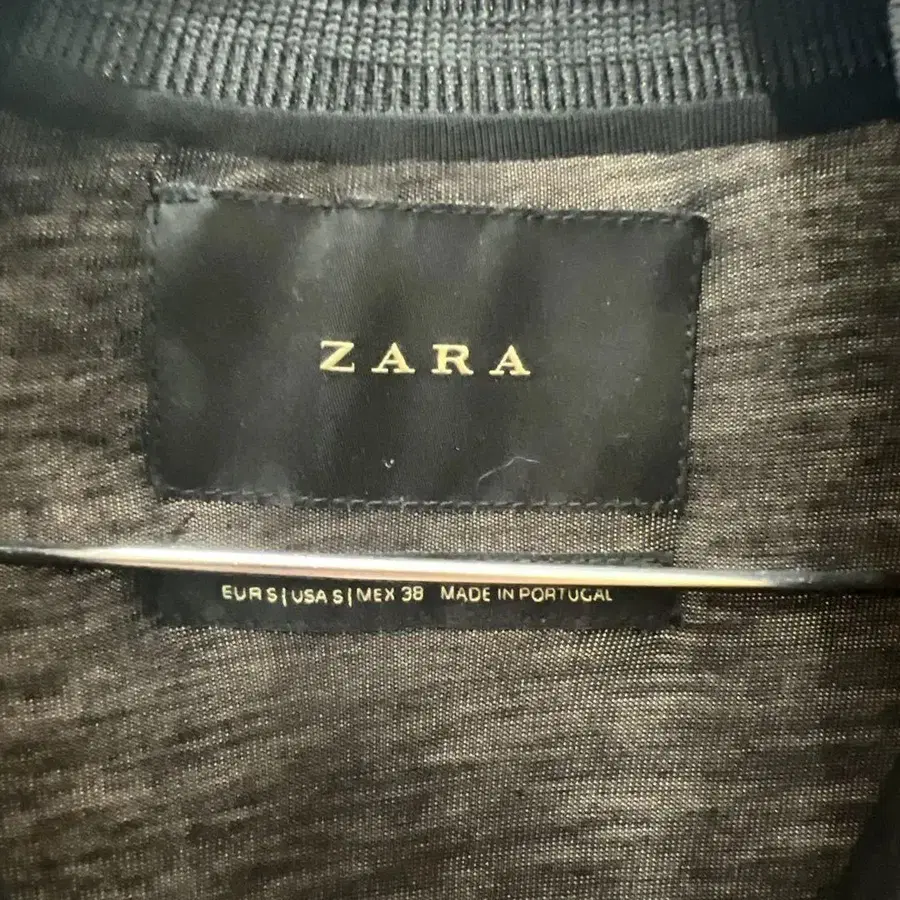 ZARA
EUR S | USA S | MEX 38 MADE IN PORTUGAL